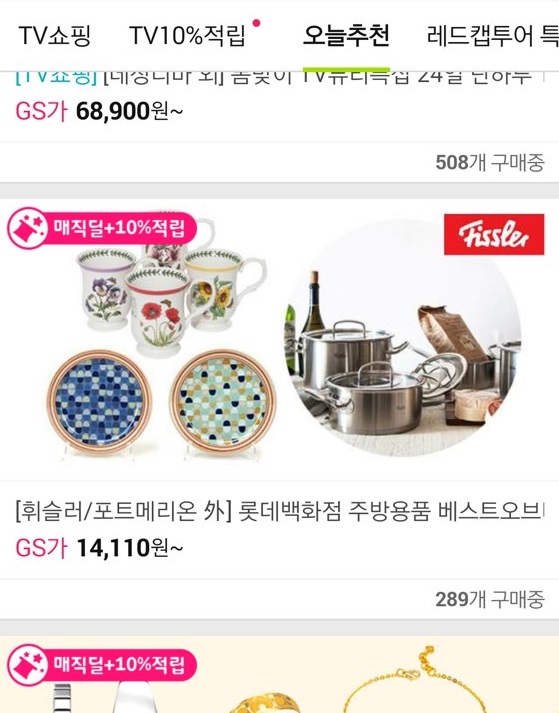 TV쇼핑 TV10%적립 오늘추천 레드캡투어 특
[TV쇼핑]
GS가 68,900원~
508개 구매중
매직딜+10%적립
Fissler
[휘슬러/포트메리온 外] 롯데백화점 주방용품 베스트오브
GS가 14,110원~
289개 구매중
매직딜+10%적립